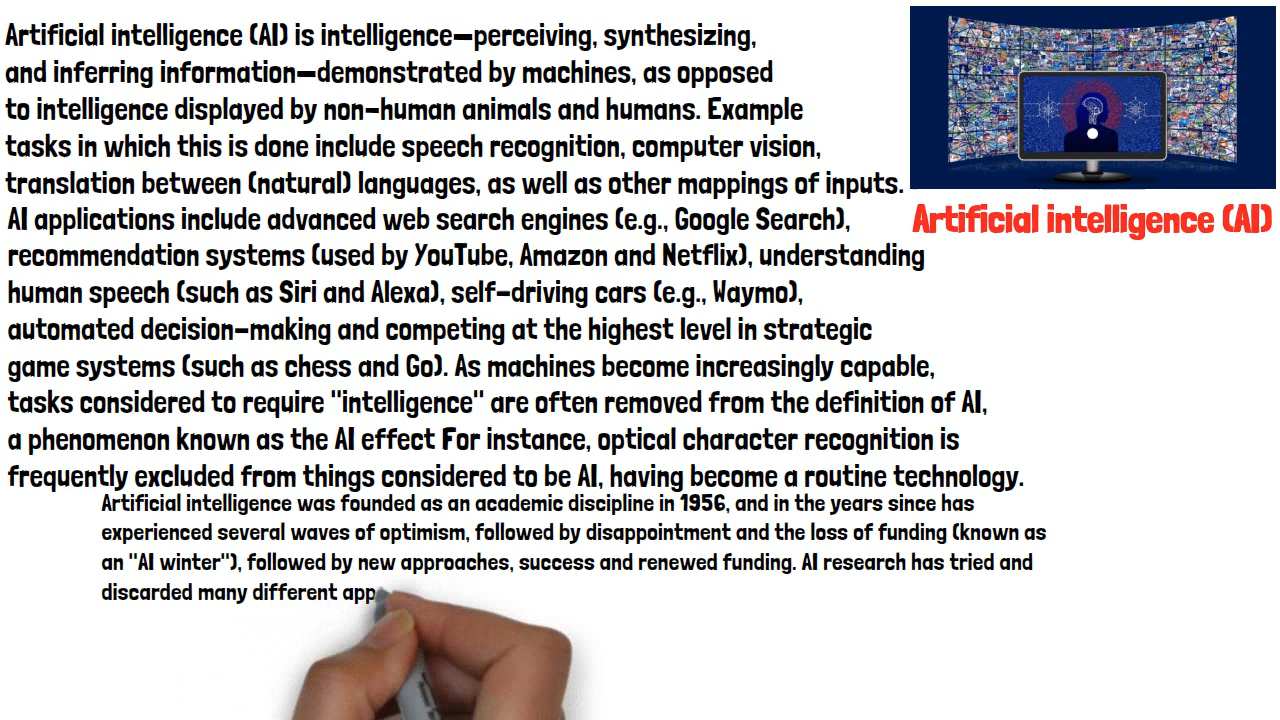 Artificial intelligence (AI) is intelligence—perceiving, synthesizing,
and inferring information—demonstrated by machines, as opposed
to intelligence displayed by non-human animals and humans. Example
tasks in which this is done include speech recognition, computer vision,
translation between (natural) languages, as well as other mappings of inputs.
AI applications include advanced web search engines (e.g., Google Search),
recommendation systems (used by YouTube, Amazon and Netflix), understanding
human speech (such as Siri and Alexa), self-driving cars (e.g., Waymo),
automated decision-making and competing at the highest level in strategic
game systems (such as chess and Go). As machines become increasingly capable,
tasks considered to require "intelligence" are often removed from the definition of AI,
a phenomenon known as the AI effect For instance, optical character recognition is
frequently excluded from things considered to be AI, having become a routine technology.
Artificial intelligence was founded as an academic discipline in 1956, and in the years since has
experienced several waves of optimism, followed by disappointment and the loss of funding (known as
an "AI winter"), followed by new approaches, success and renewed funding. AI research has tried and
discarded many different app
Artificial intelligence (AI)